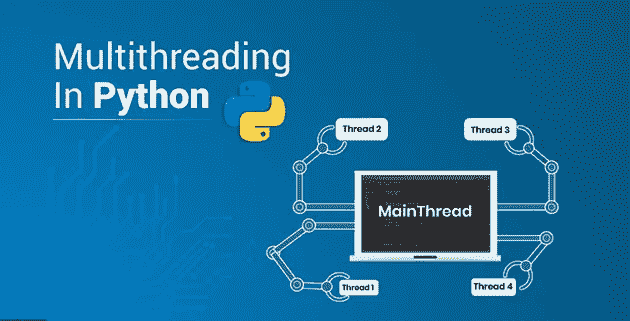 Multithreading
In Python
Thread 2
Thread 3
MainThread
Thread 1
Thread 4